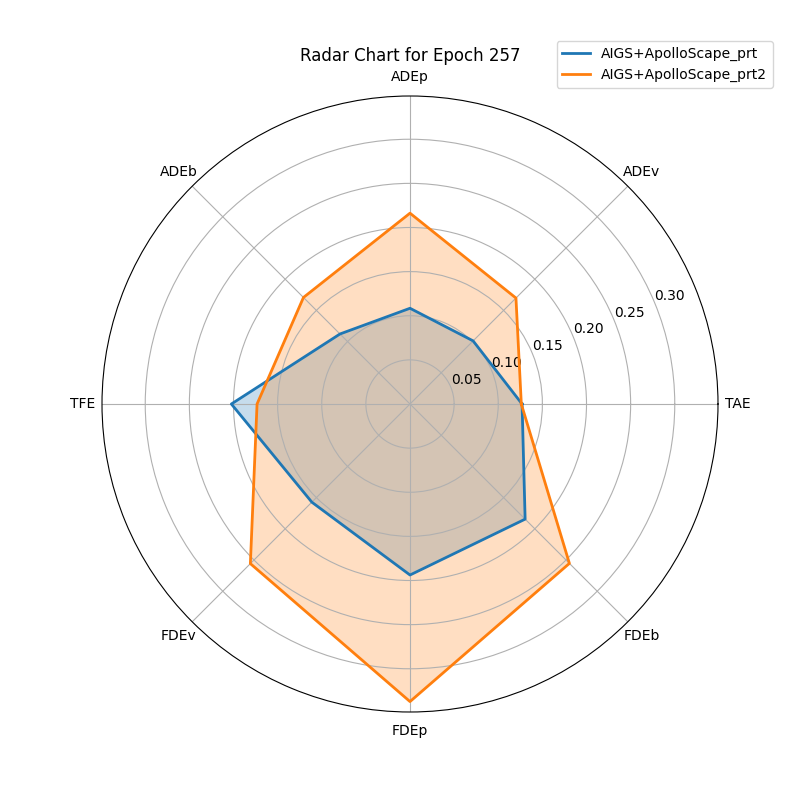 Radar Chart for Epoch 257
AIGS+ApolloScape_prt
AIGS+ApolloScape_prt2
ADEp
ADEb
ADEv
0.30
0.25
0.20
0.15
0.10
0.05
TFE
TAE
FDEv
FDEb
FDEp